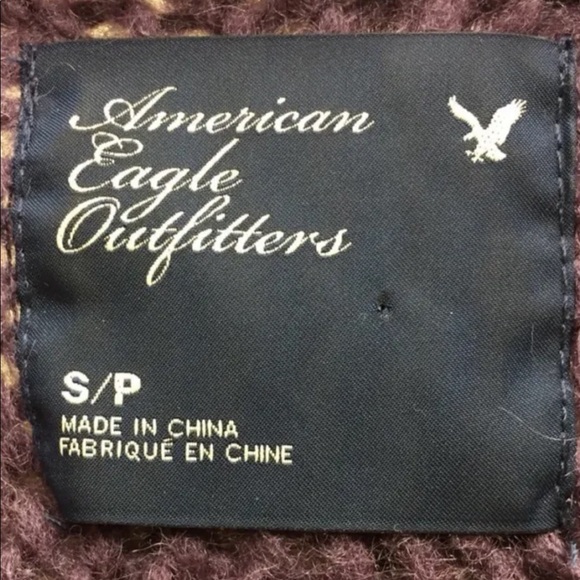 American
Eagle
Outfitters
S/P
MADE IN CHINA
FABRIQUÉ EN CHINE